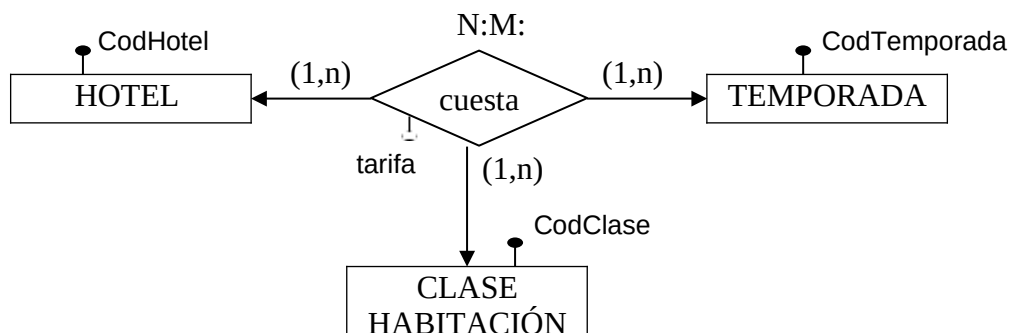 N:M:
CodHotel
CodTemporada
(1,n)
(1,n)
HOTEL
cuesta
TEMPORADA
tarifa
(1,n)
CodClase
CLASE
HABITACIÓN